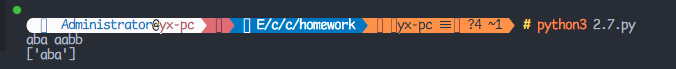 Administrator@yx-pc E/c/c/homework yx-pc ≡ ?4 ~1 # python3 2.7.py
aba aabb
['aba']